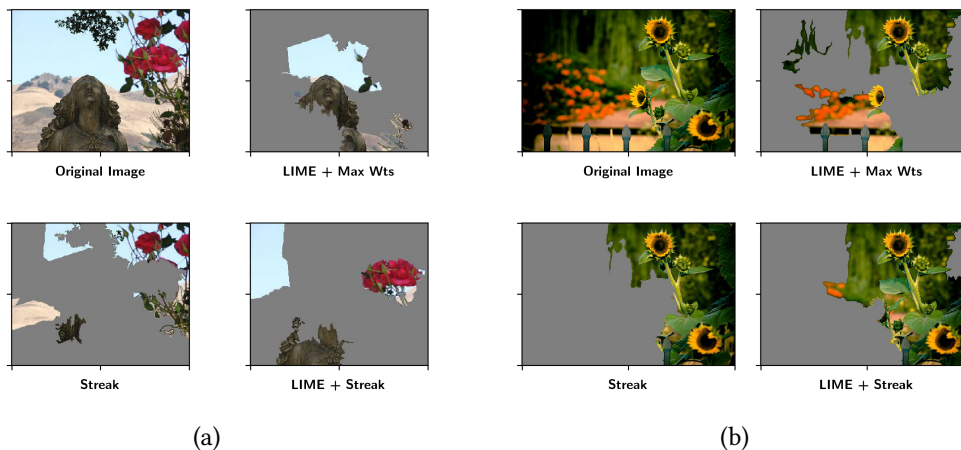 Original Image
LIME + Max Wts
Original Image
LIME + Max Wts
Streak
LIME + Streak
Streak
LIME + Streak
(a)
(b)